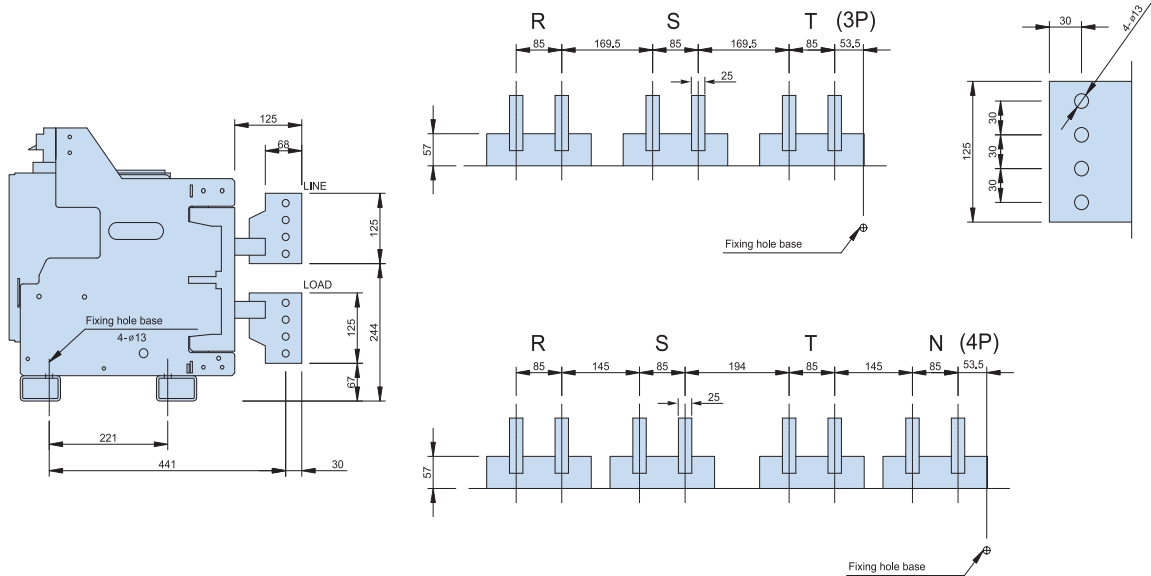 R S T (3P)
85 169.5 85 169.5 85 53.5
25
57
Fixing hole base
30
4-ø13
125
30
30
30
125
68
LINE
125
LOAD
125
244
67
Fixing hole base
4-ø13
221
441
30
R S T N (4P)
85 145 85 194 85 145 85 53.5
25
57
Fixing hole base